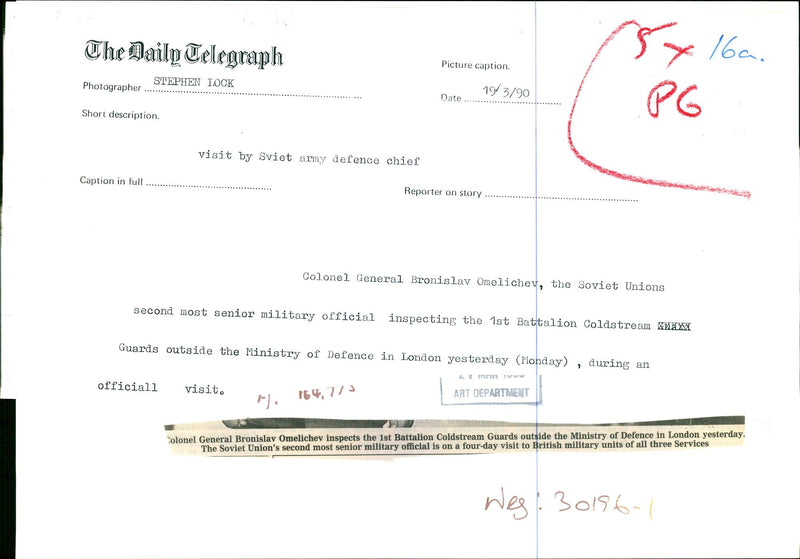 The Daily Telegraph
Picture caption.
5 x 16a.
PG
Photographer STEPHEN LOCK
Date 19/3/90
Short description.
visit by Sviet army defence chief
Caption in full
Reporter on story
Colonel General Bronislav Omelichev, the Soviet Unions
second most senior military official inspecting the 1st Battalion Coldstream
Guards outside the Ministry of Defence in London yesterday (Monday) , during an
officiall visit.
ART DEPARTMENT
olonel General Bronislav Omelichev inspects the 1st Battalion Coldstream Guards outside the Ministry of Defence in London yesterday.
The Soviet Union's second most senior military official is on a four-day visit to British military units of all three Services
Neg: 30196-1